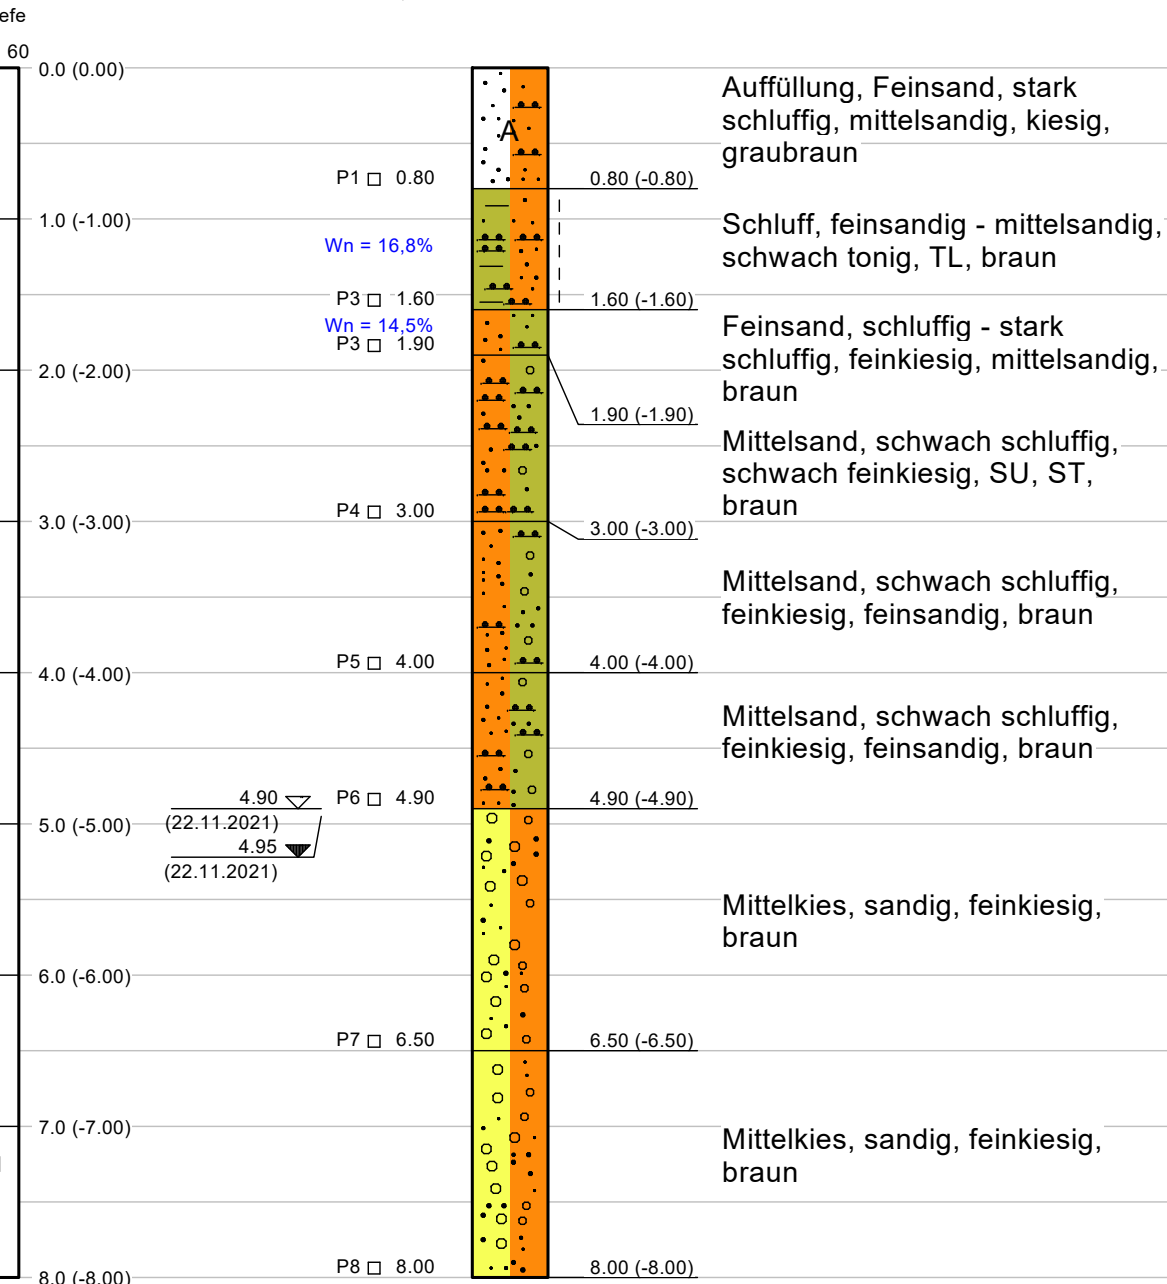 efe
60
0.0 (0.00)
Auffüllung, Feinsand, stark
schluffig, mittelsandig, kiesig,
graubraun
A
P1 0.80
0.80 (-0.80)
1.0 (-1.00)
Schluff, feinsandig - mittelsandig,
schwach tonig, TL, braun
Wn = 16,8%
P3 1.60
1.60 (-1.60)
Wn = 14,5%
P3 1.90
Feinsand, schluffig - stark
schluffig, feinkiesig, mittelsandig,
braun
2.0 (-2.00)
1.90 (-1.90)
Mittelsand, schwach schluffig,
schwach feinkiesig, SU, ST,
braun
P4 3.00
3.0 (-3.00)
3.00 (-3.00)
Mittelsand, schwach schluffig,
feinkiesig, feinsandig, braun
P5 4.00
4.00 (-4.00)
4.0 (-4.00)
Mittelsand, schwach schluffig,
feinkiesig, feinsandig, braun
4.90
P6 4.90
4.90 (-4.90)
5.0 (-5.00)
(22.11.2021)
4.95
(22.11.2021)
Mittelkies, sandig, feinkiesig,
braun
6.0 (-6.00)
P7 6.50
6.50 (-6.50)
7.0 (-7.00)
Mittelkies, sandig, feinkiesig,
braun
P8 8.00
8.00 (-8.00)
8.0 (-8.00)